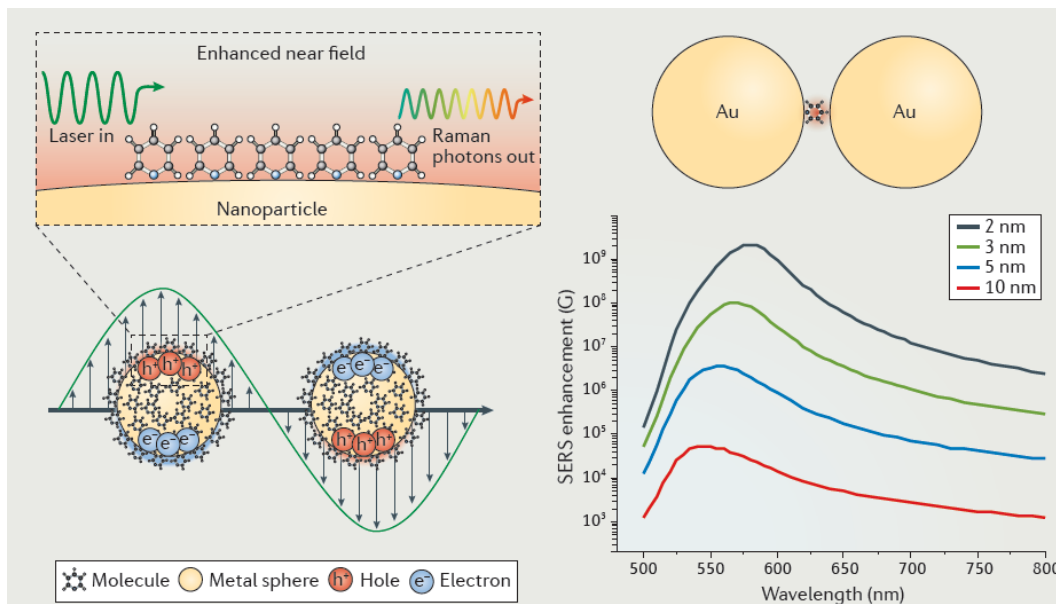 Enhanced near field
Laser in
Raman
photons out
Nanoparticle
h⁺ h⁺ h⁺
e⁻ e⁻ e⁻
e⁻ e⁻ e⁻
h⁺ h⁺ h⁺
Molecule Metal sphere h⁺ Hole e⁻ Electron
Au Au
2 nm
3 nm
5 nm
10 nm
SERS enhancement (G)
10⁹
10⁸
10⁷
10⁶
10⁵
10⁴
10³
500 550 600 650 700 750 800
Wavelength (nm)